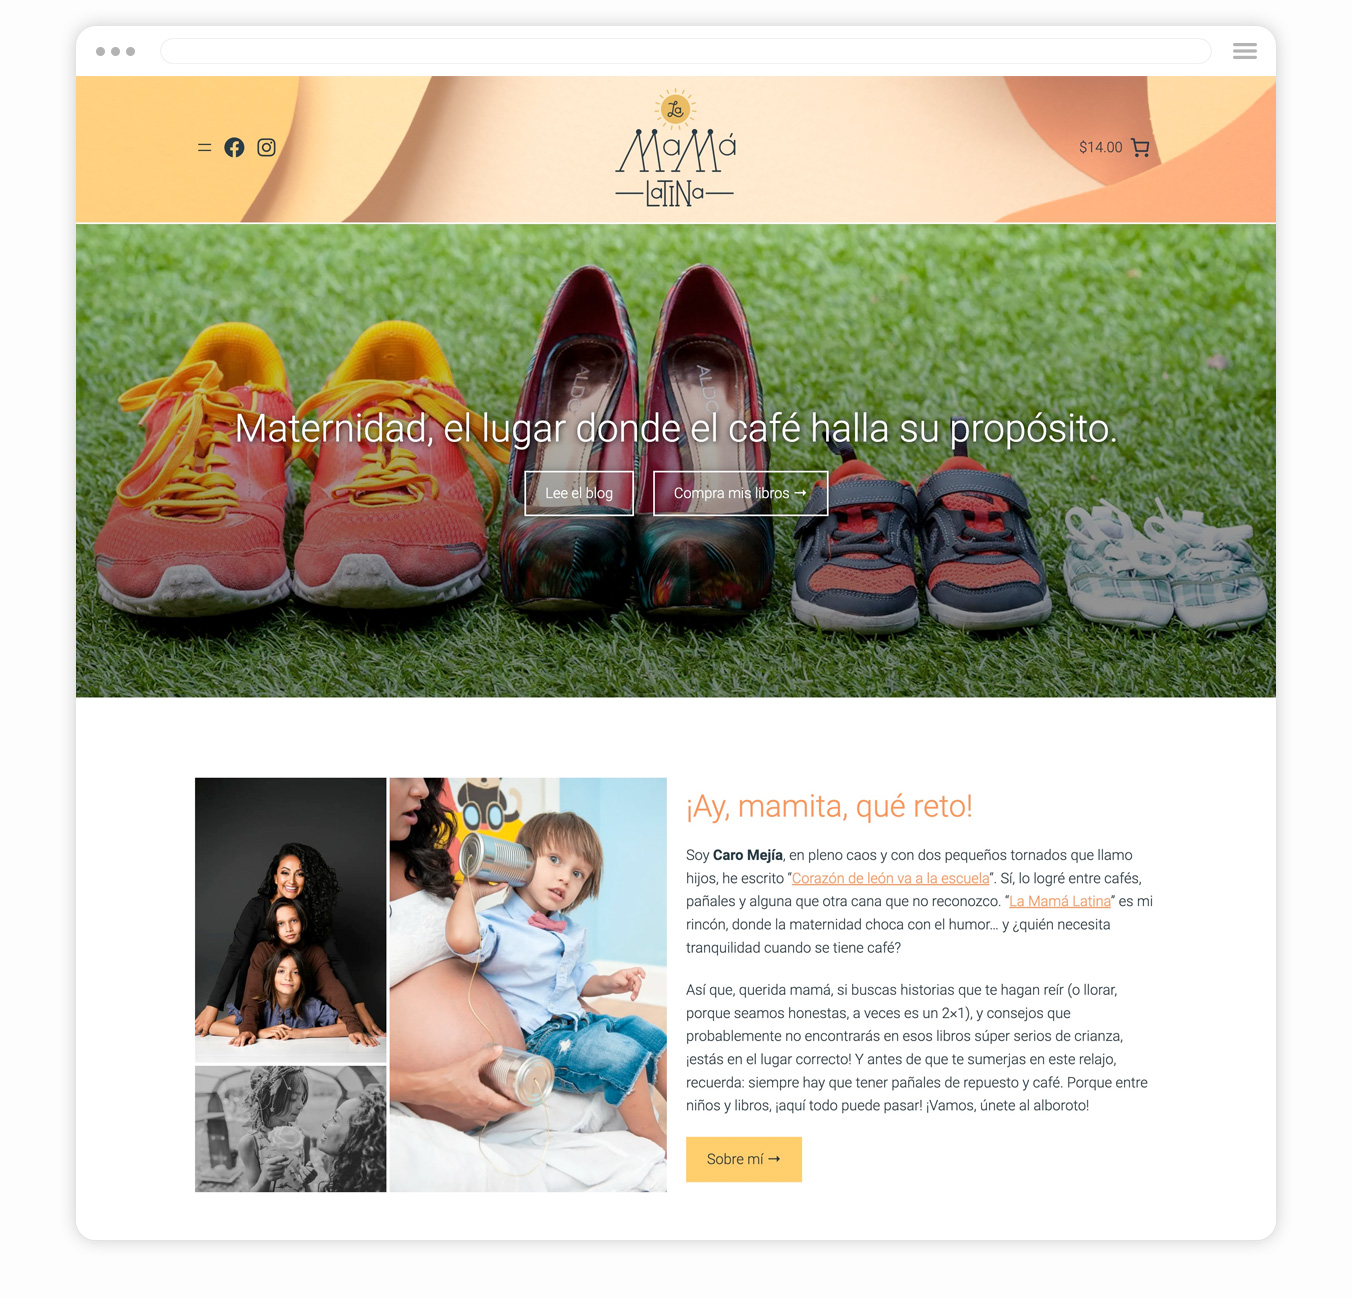 La
MaMá
LaTINa
$14.00
ALDO
ALDO
Maternidad, el lugar donde el café halla su propósito.
Lee el blog
Compra mis libros →
¡Ay, mamita, qué reto!
Soy Caro Mejía, en pleno caos y con dos pequeños tornados que llamo
hijos, he escrito “Corazón de león va a la escuela“. Sí, lo logré entre cafés,
pañales y alguna que otra cana que no reconozco. “La Mamá Latina” es mi
rincón, donde la maternidad choca con el humor… y ¿quién necesita
tranquilidad cuando se tiene café?
Así que, querida mamá, si buscas historias que te hagan reír (o llorar,
porque seamos honestas, a veces es un 2×1), y consejos que
probablemente no encontrarás en esos libros súper serios de crianza,
¡estás en el lugar correcto! Y antes de que te sumerjas en este relajo,
recuerda: siempre hay que tener pañales de repuesto y café. Porque entre
niños y libros, ¡aquí todo puede pasar! ¡Vamos, únete al alboroto!
Sobre mí →